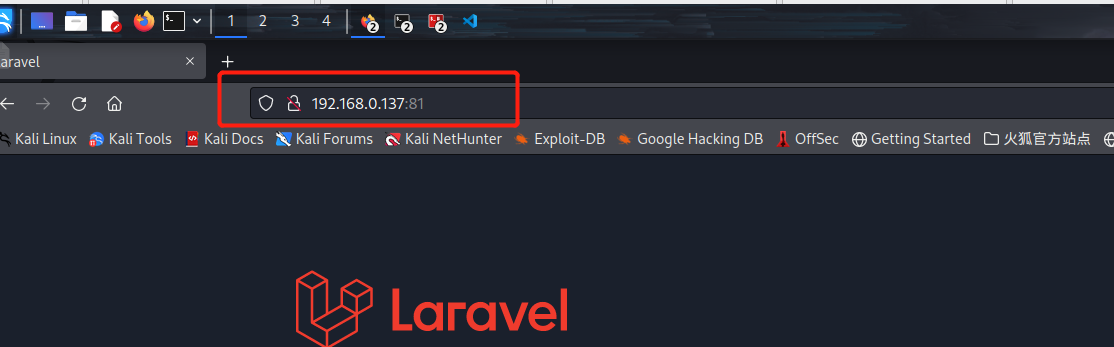 1 2 3 4 2 2 2
aravel
192.168.0.137:81
Kali Linux Kali Tools Kali Docs Kali Forums Kali NetHunter Exploit-DB Google Hacking DB OffSec Getting Started 火狐官方站点
Laravel